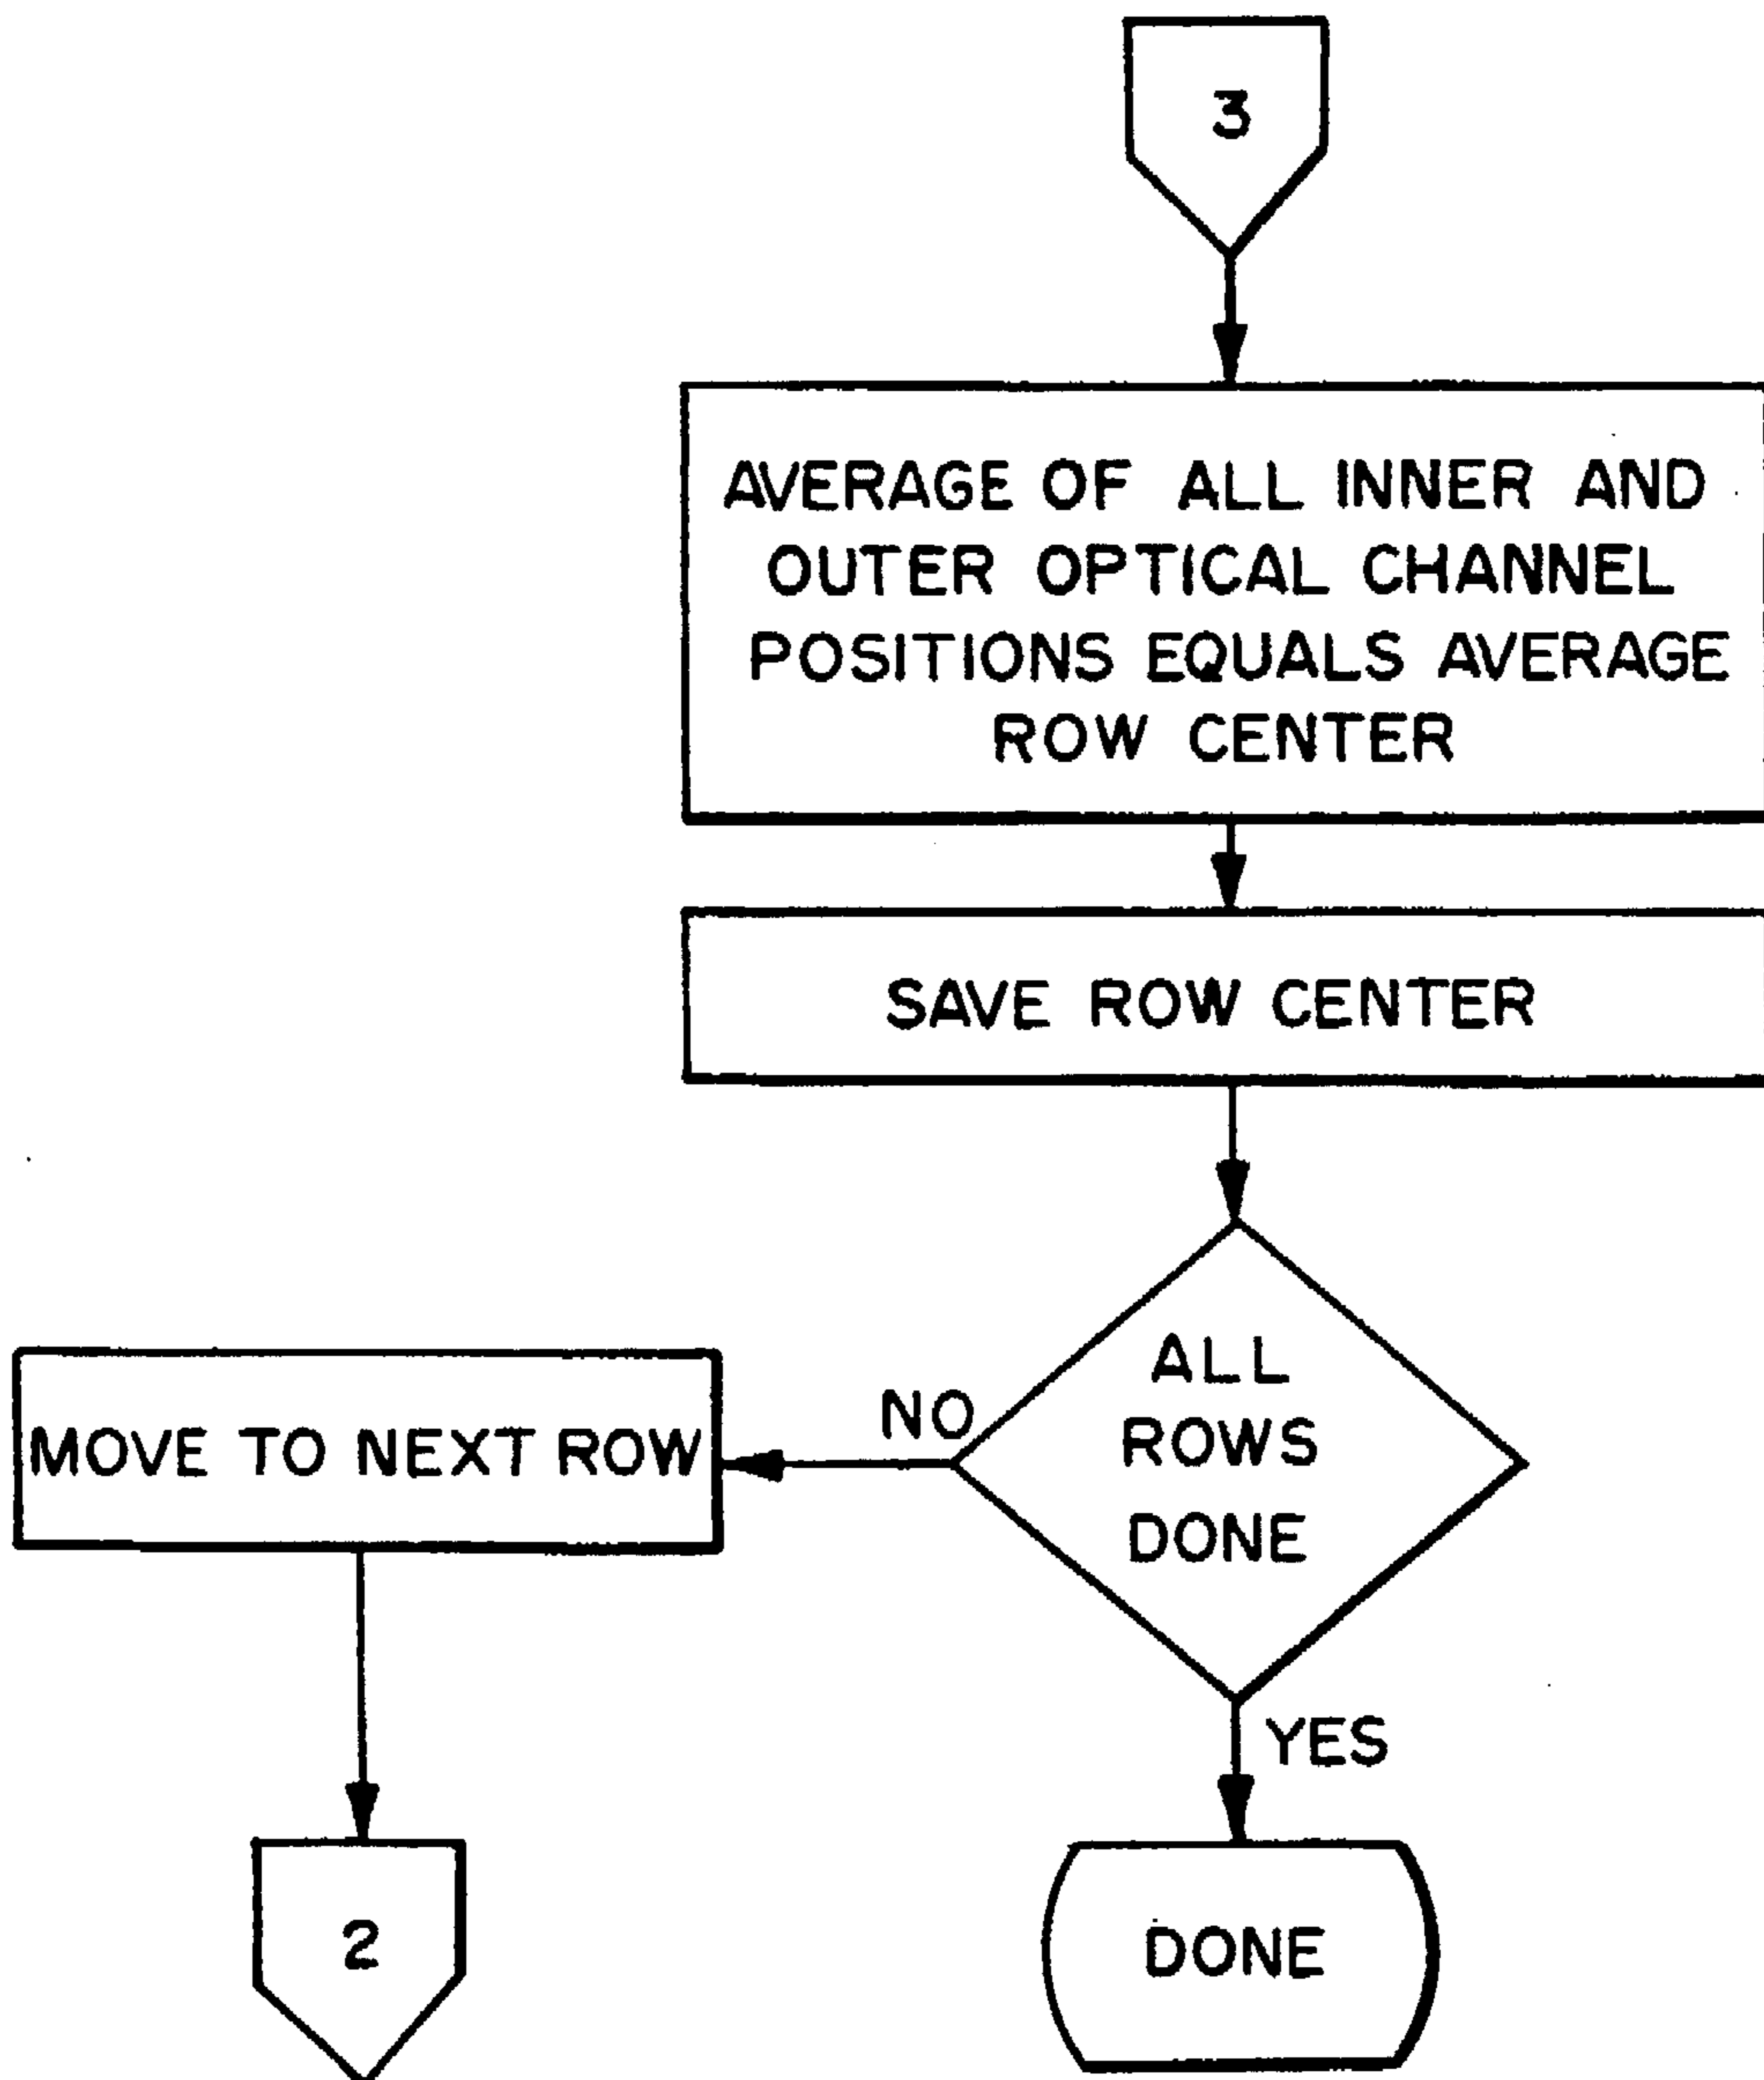 3
AVERAGE OF ALL INNER AND
OUTER OPTICAL CHANNEL
POSITIONS EQUALS AVERAGE
ROW CENTER
SAVE ROW CENTER
ALL
ROWS
DONE
NO
MOVE TO NEXT ROW
YES
2
DONE